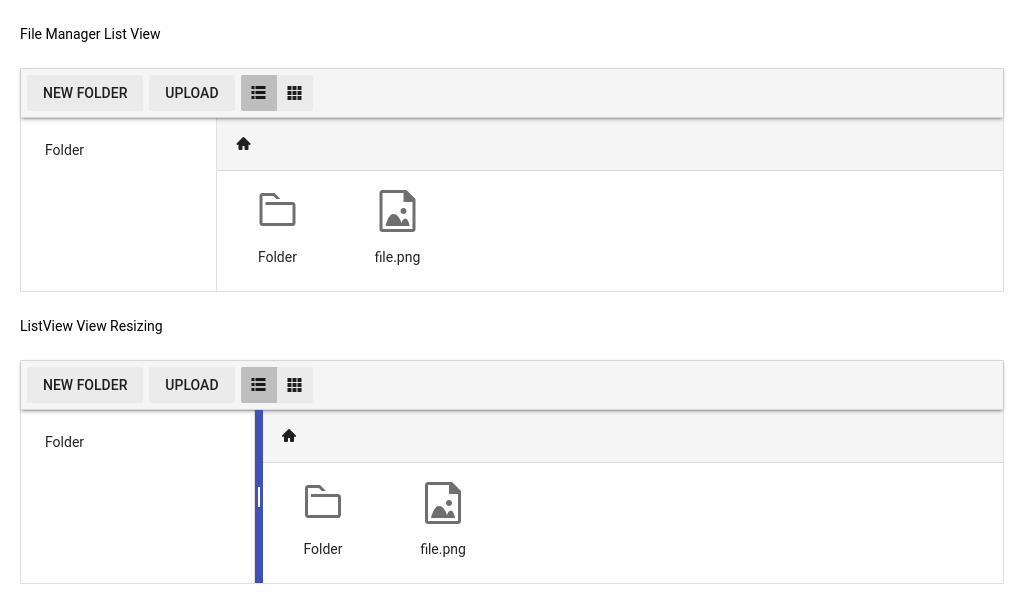 File Manager List View
NEW FOLDER UPLOAD
Folder
Folder file.png
ListView View Resizing
NEW FOLDER UPLOAD
Folder
Folder file.png